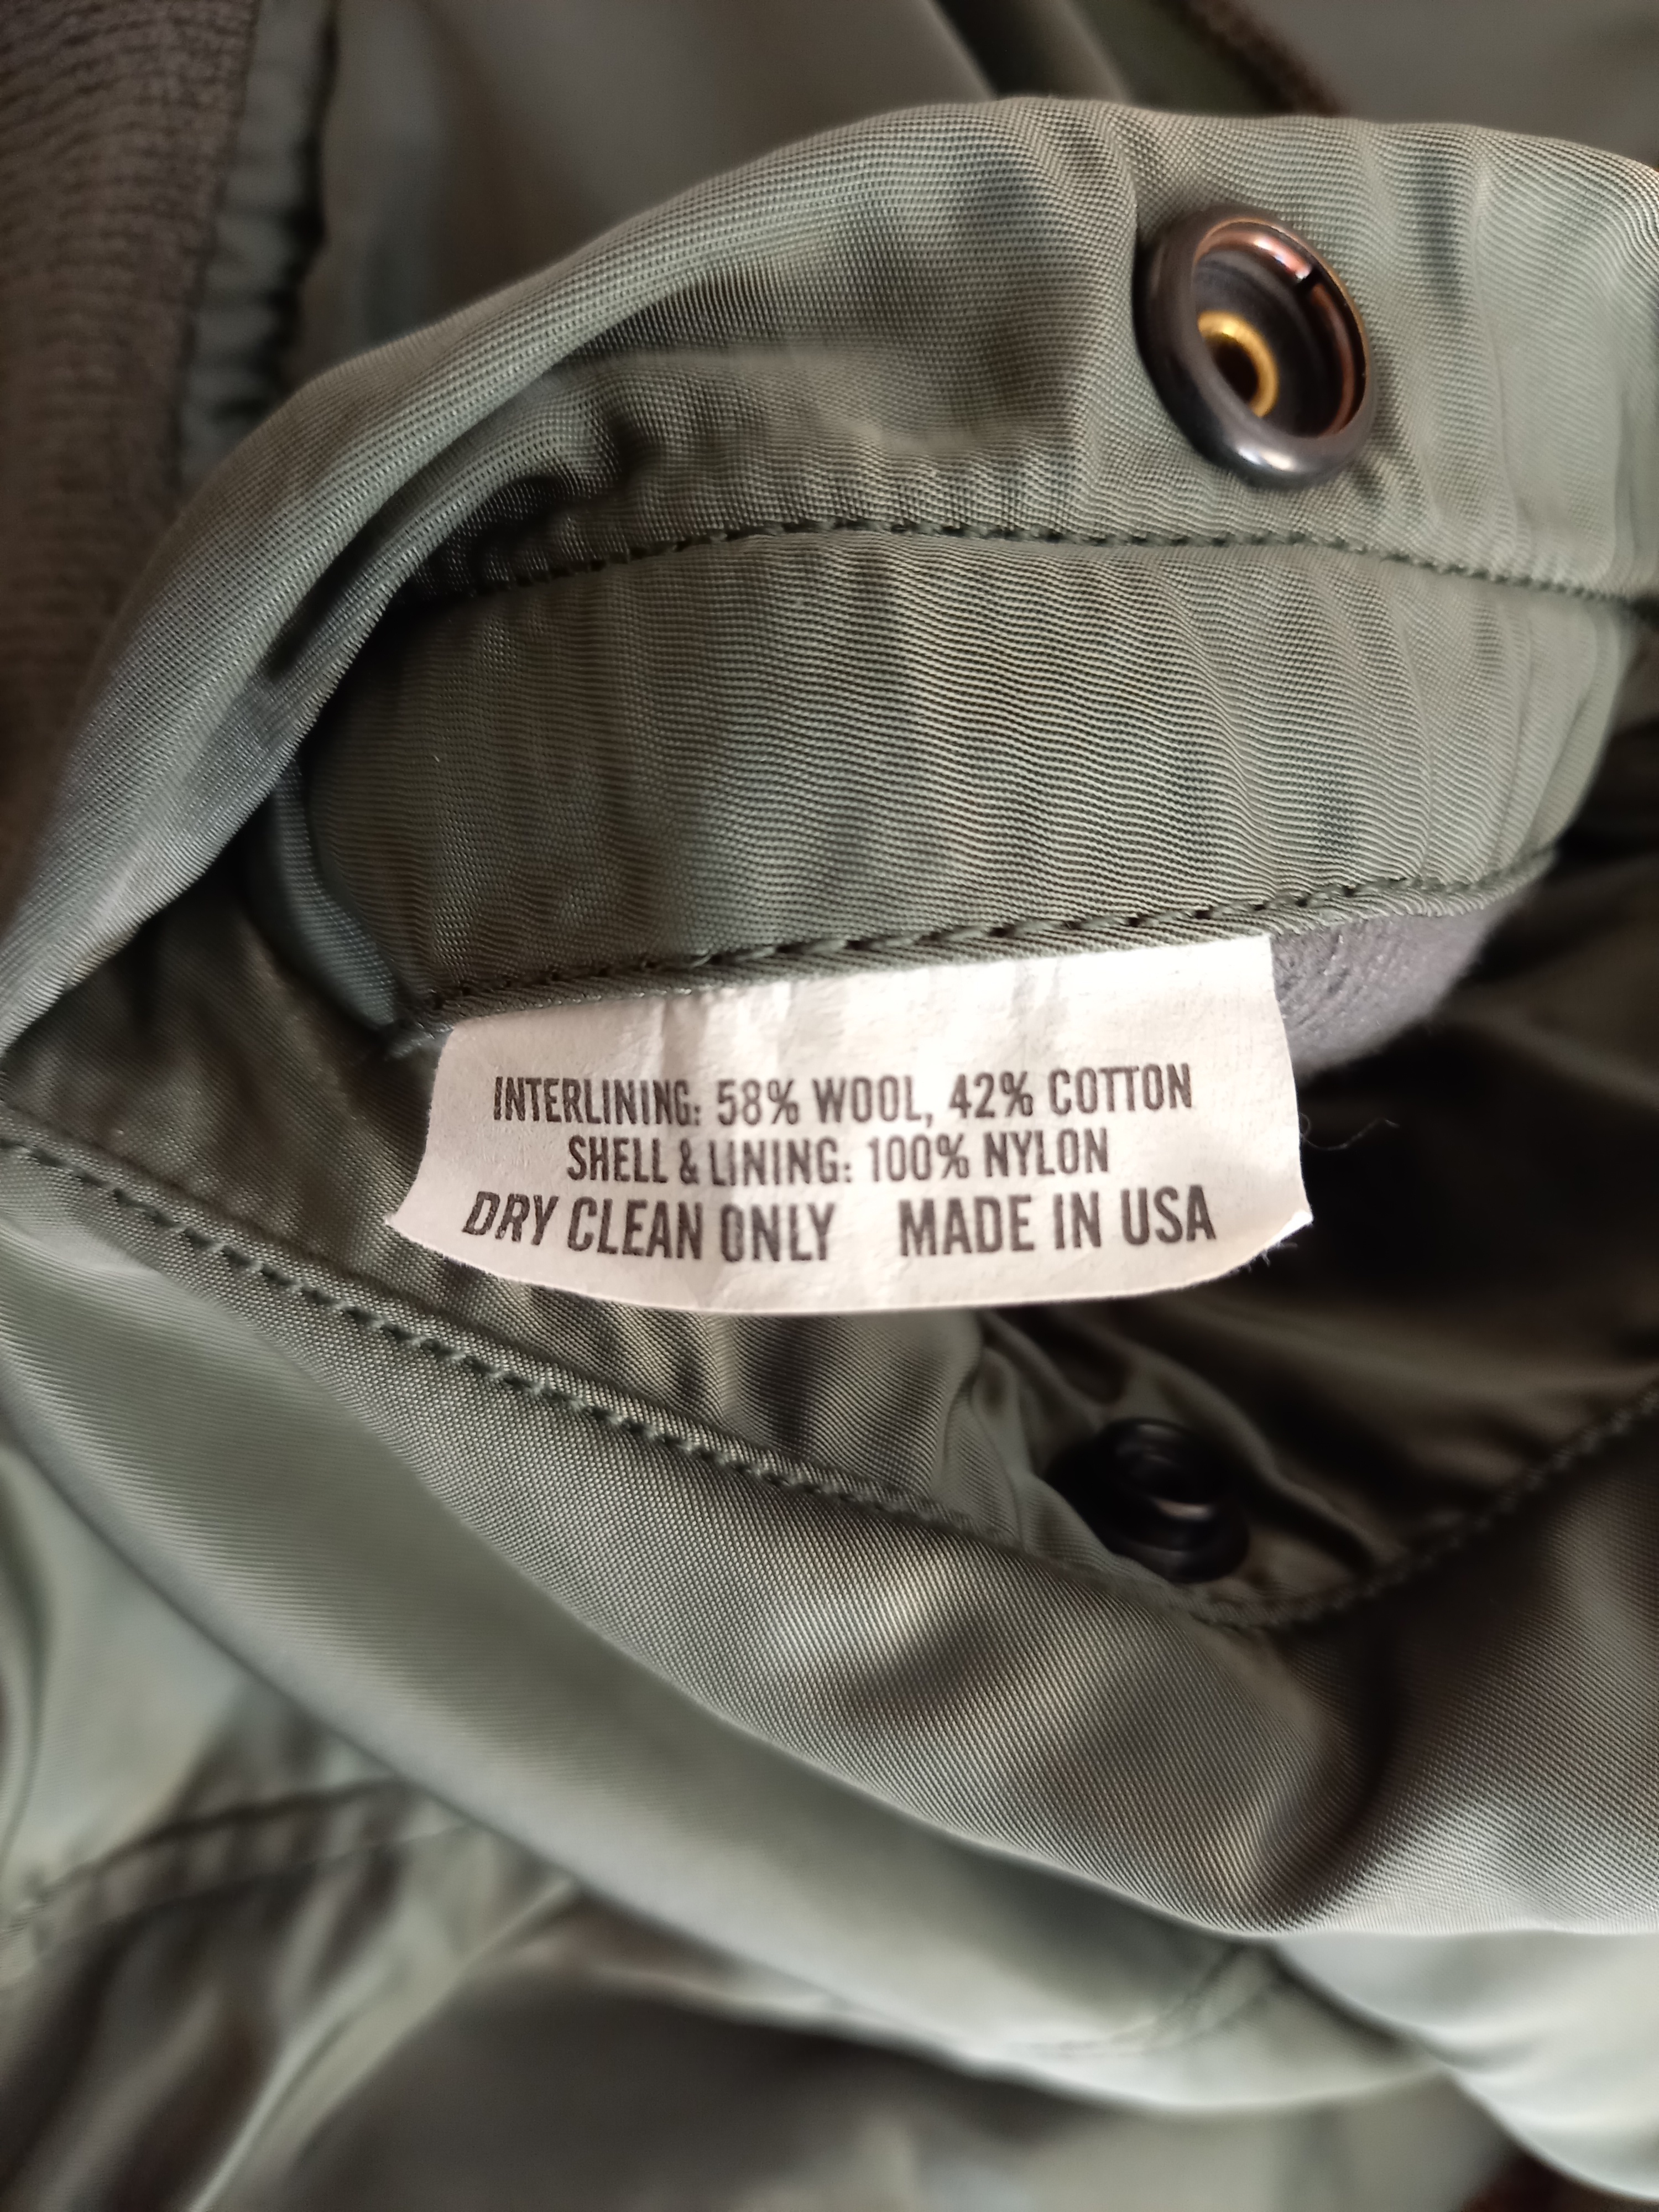 INTERLINING: 58% WOOL, 42% COTTON
SHELL & LINING: 100% NYLON
DRY CLEAN ONLY MADE IN USA